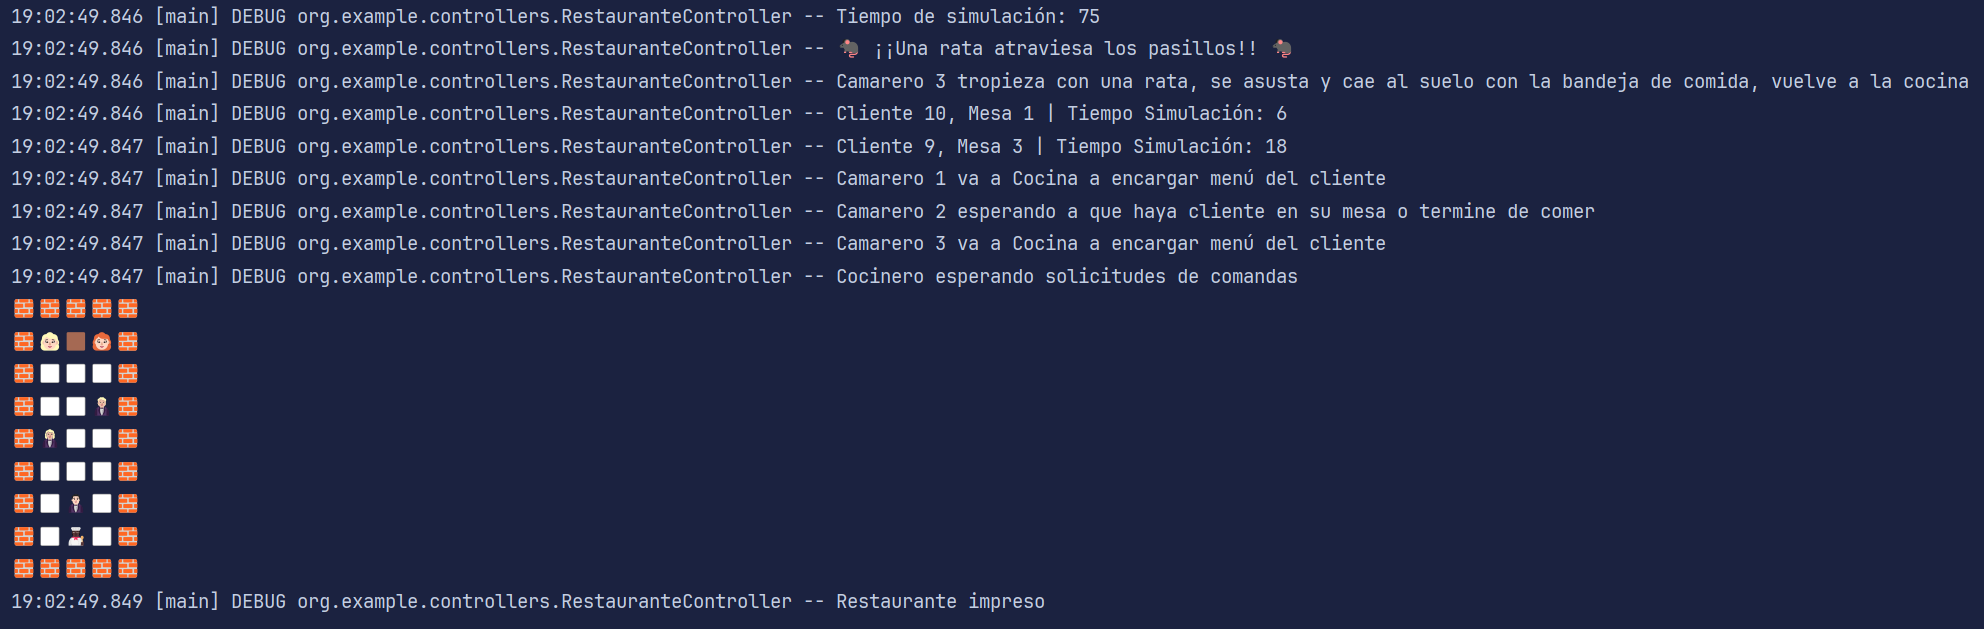 19:02:49.846 [main] DEBUG org.example.controllers.RestauranteController -- Tiempo de simulación: 75
19:02:49.846 [main] DEBUG org.example.controllers.RestauranteController -- 🐀 ¡¡Una rata atraviesa los pasillos!! 🐀
19:02:49.846 [main] DEBUG org.example.controllers.RestauranteController -- Camarero 3 tropieza con una rata, se asusta y cae al suelo con la bandeja de comida, vuelve a la cocina
19:02:49.846 [main] DEBUG org.example.controllers.RestauranteController -- Cliente 10, Mesa 1 | Tiempo Simulación: 6
19:02:49.847 [main] DEBUG org.example.controllers.RestauranteController -- Cliente 9, Mesa 3 | Tiempo Simulación: 18
19:02:49.847 [main] DEBUG org.example.controllers.RestauranteController -- Camarero 1 va a Cocina a encargar menú del cliente
19:02:49.847 [main] DEBUG org.example.controllers.RestauranteController -- Camarero 2 esperando a que haya cliente en su mesa o termine de comer
19:02:49.847 [main] DEBUG org.example.controllers.RestauranteController -- Camarero 3 va a Cocina a encargar menú del cliente
19:02:49.847 [main] DEBUG org.example.controllers.RestauranteController -- Cocinero esperando solicitudes de comandas
19:02:49.849 [main] DEBUG org.example.controllers.RestauranteController -- Restaurante impreso